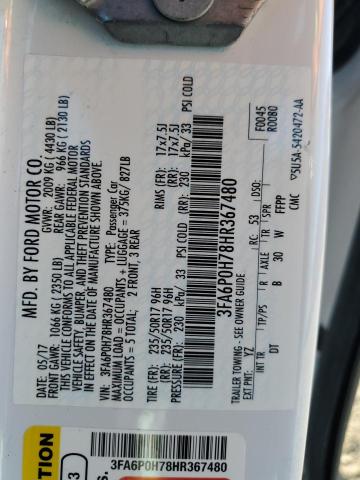 MFD. BY FORD MOTOR CO.
05/17 GVWR: 2009 KG ( 4430 LB)
FRONT GAWR: 1066 KG ( 2350 LB) REAR GAWR: 966 KG ( 2130 LB)
THIS VEHICLE CONFORMS TO ALL APPLICABLE FEDERAL MOTOR
VEHICLE SAFETY, BUMPER, AND THEFT PREVENTION STANDARDS
IN EFFECT ON THE DATE OF MANUFACTURE SHOWN ABOVE.
VIN: 3FA6P0H78HR367480 Passenger Car
MAXIMUM LOAD = OCCUPANTS + LUGGAGE = 375KG/ 827LB
OCCUPANTS = 5 TOTAL: 2 FRONT, 3 REAR
TIRE (FR): 235/50R17 96H RIMS (FR): 17x7.5J
TIRE (RR): 235/50R17 96H (RR): 17x7.5J
PRESSURE (FR): 230 kPa/ 33 PSI COLD (RR): 230 kPa/ 33 PSI COLD
3FA6P0H78HR367480
TRAILER TOWING - SEE OWNER GUIDE
F0045
R0080
EXT PNT: YZ RC: 53 DSO:
INT TR TP/PS R AXLE TR SPR
DT B 30 W FFPP
CMC
▽5U5A-5420472-AA
3FA6P0H78HR367480
TION
3
S.